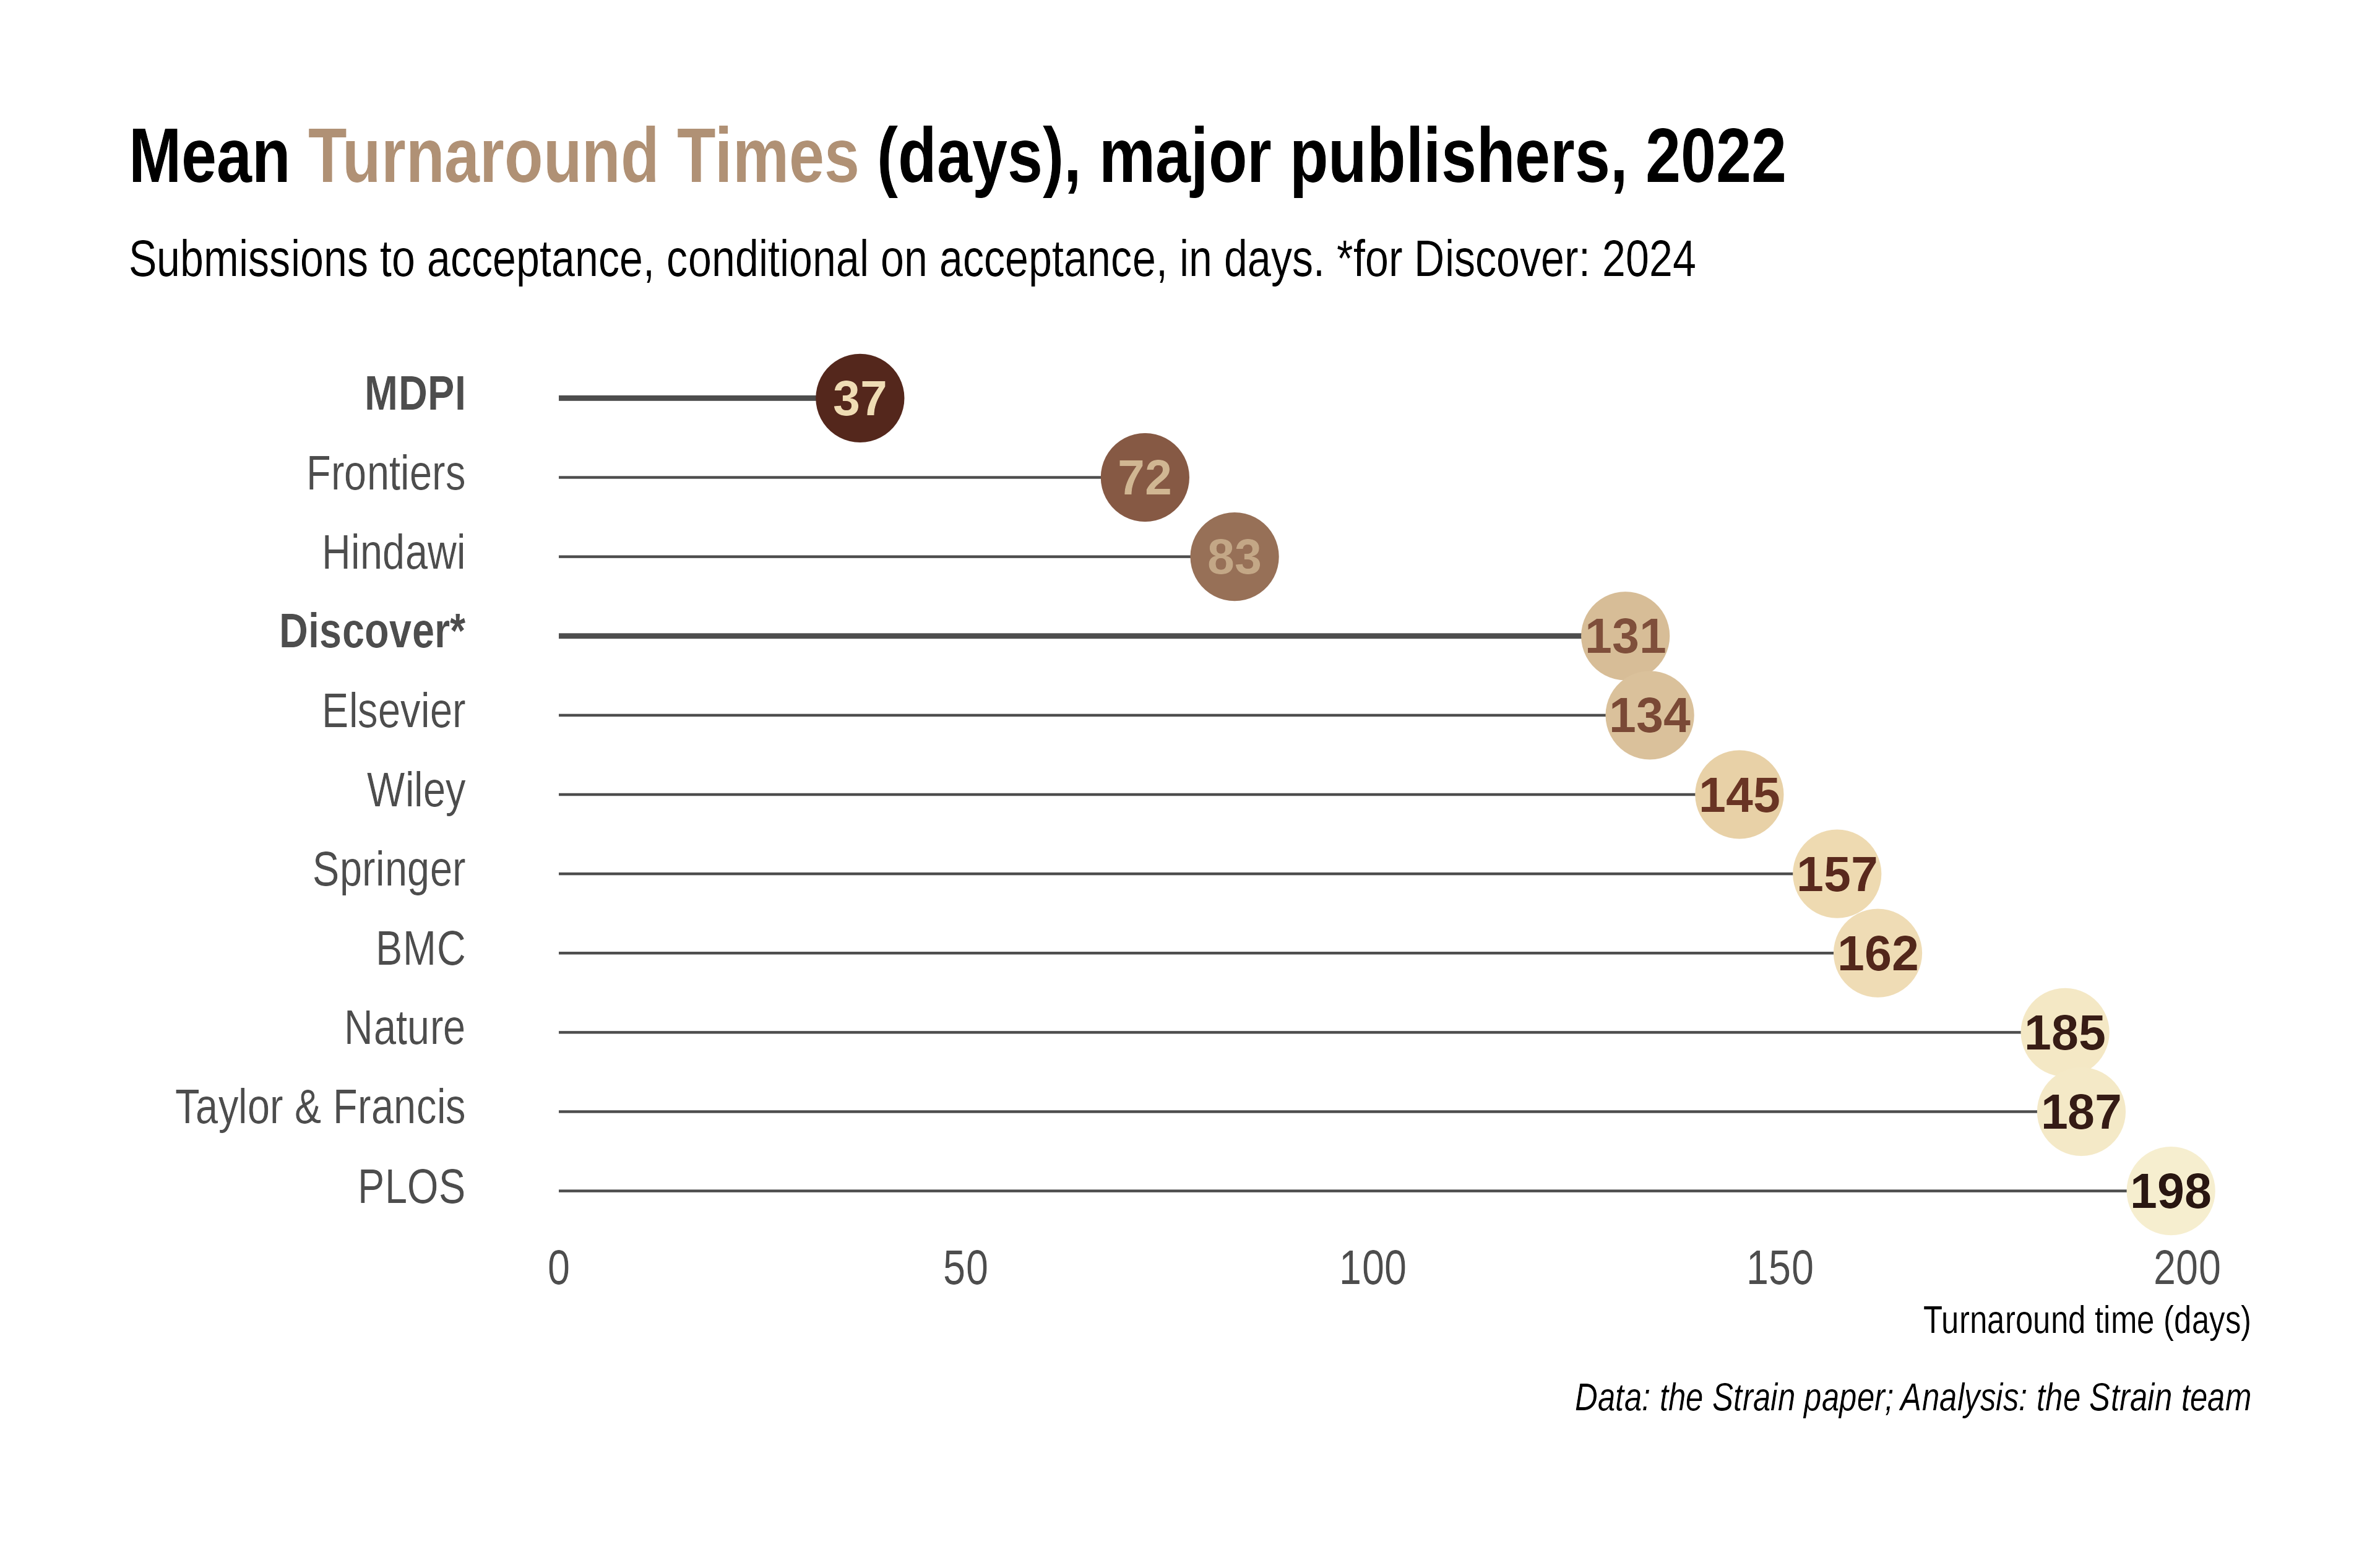 Mean Turnaround Times (days), major publishers, 2022
Submissions to acceptance, conditional on acceptance, in days. *for Discover: 2024
MDPI 37
Frontiers 72
Hindawi 83
Discover* 131
Elsevier 134
Wiley 145
Springer 157
BMC 162
Nature 185
Taylor & Francis 187
PLOS 198
0 50 100 150 200
Turnaround time (days)
Data: the Strain paper; Analysis: the Strain team